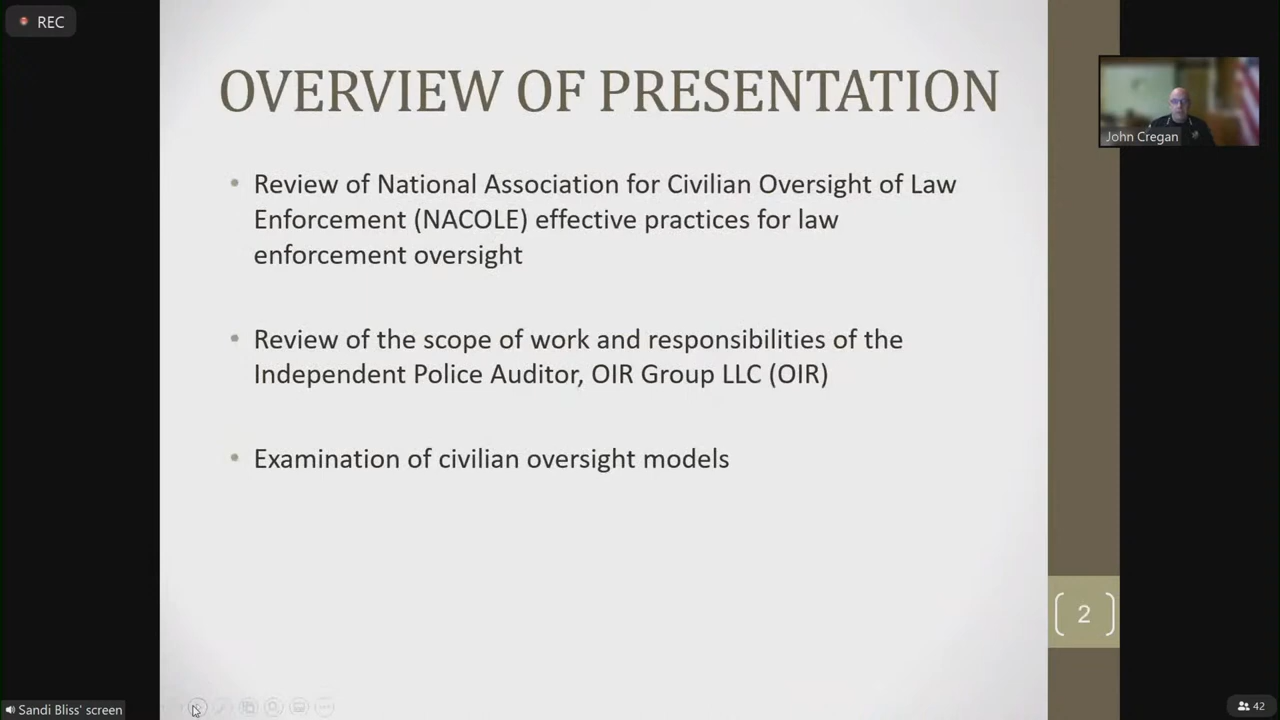 REC
OVERVIEW OF PRESENTATION
• Review of National Association for Civilian Oversight of Law
Enforcement (NACOLE) effective practices for law
enforcement oversight
• Review of the scope of work and responsibilities of the
Independent Police Auditor, OIR Group LLC (OIR)
• Examination of civilian oversight models
John Cregan
2
Sandi Bliss' screen
42